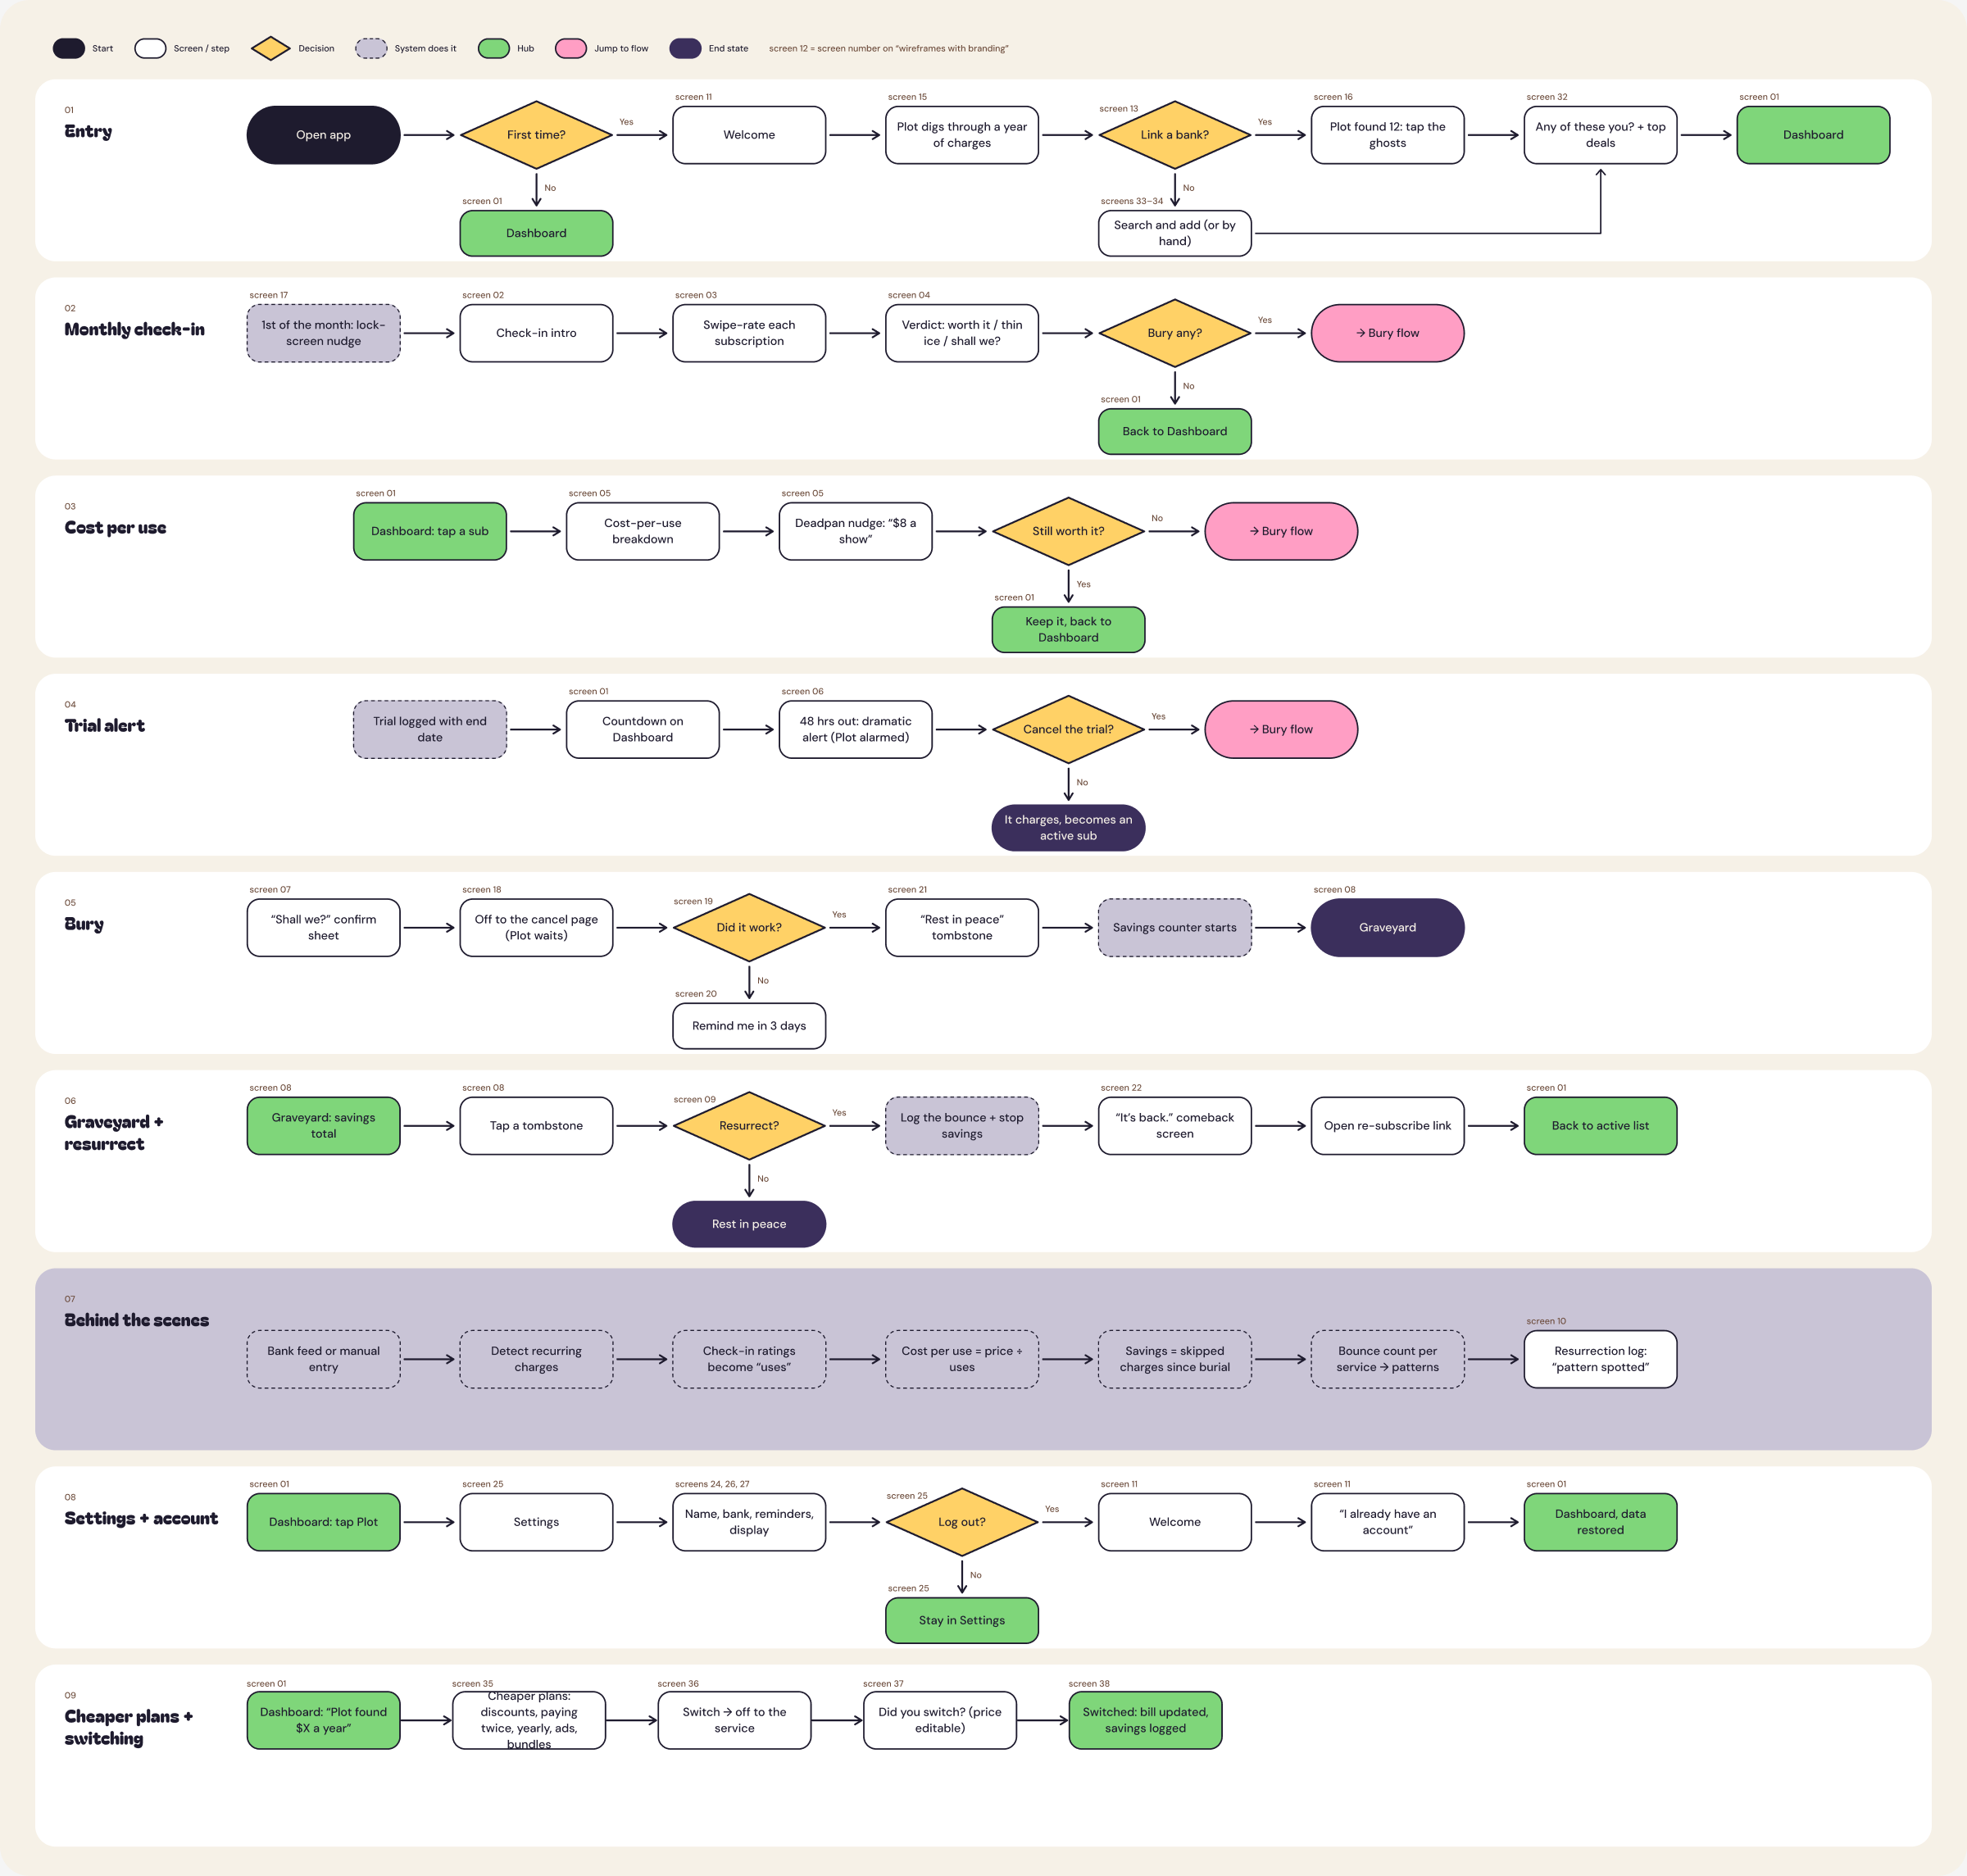 Start
Screen / step
Decision
System does it
Hub
Jump to flow
End state
screen 12 = screen number on “wireframes with branding”
01
Entry
Open app
First time?
Yes
No
screen 01
Dashboard
screen 11
Welcome
screen 15
Plot digs through a year
of charges
screen 13
Link a bank?
Yes
No
screens 33–34
Search and add (or by
hand)
screen 16
Plot found 12: tap the
ghosts
screen 32
Any of these you? + top
deals
screen 01
Dashboard
02
Monthly check-in
screen 17
1st of the month: lock-
screen nudge
screen 02
Check-in intro
screen 03
Swipe-rate each
subscription
screen 04
Verdict: worth it / thin
ice / shall we?
Bury any?
Yes
→ Bury flow
No
screen 01
Back to Dashboard
03
Cost per use
screen 01
Dashboard: tap a sub
screen 05
Cost-per-use
breakdown
screen 05
Deadpan nudge: “$8 a
show”
Still worth it?
No
→ Bury flow
Yes
screen 01
Keep it, back to
Dashboard
04
Trial alert
Trial logged with end
date
screen 01
Countdown on
Dashboard
screen 06
48 hrs out: dramatic
alert (Plot alarmed)
Cancel the trial?
Yes
→ Bury flow
No
It charges, becomes an
active sub
05
Bury
screen 07
“Shall we?” confirm
sheet
screen 18
Off to the cancel page
(Plot waits)
screen 19
Did it work?
Yes
No
screen 20
Remind me in 3 days
screen 21
“Rest in peace”
tombstone
Savings counter starts
screen 08
Graveyard
06
Graveyard +
resurrect
screen 08
Graveyard: savings
total
screen 08
Tap a tombstone
screen 09
Resurrect?
Yes
No
Rest in peace
Log the bounce + stop
savings
screen 22
“It’s back.” comeback
screen
Open re-subscribe link
screen 01
Back to active list
07
Behind the scenes
Bank feed or manual
entry
Detect recurring
charges
Check-in ratings
become “uses”
Cost per use = price ÷
uses
Savings = skipped
charges since burial
Bounce count per
service → patterns
screen 10
Resurrection log:
“pattern spotted”
08
Settings + account
screen 01
Dashboard: tap Plot
screen 25
Settings
screens 24, 26, 27
Name, bank, reminders,
display
screen 25
Log out?
Yes
No
screen 25
Stay in Settings
screen 11
Welcome
screen 11
“I already have an
account”
screen 01
Dashboard, data
restored
09
Cheaper plans +
switching
screen 01
Dashboard: “Plot found
$X a year”
screen 35
Cheaper plans:
discounts, paying
twice, yearly, ads,
bundles
screen 36
Switch → off to the
service
screen 37
Did you switch? (price
editable)
screen 38
Switched: bill updated,
savings logged